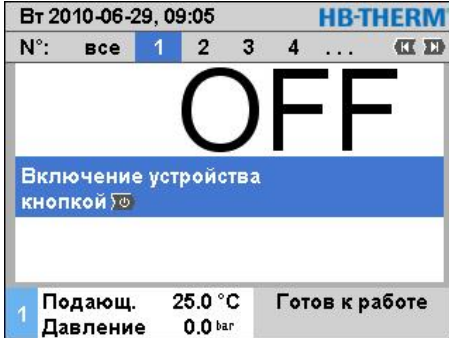 Вт 2010-06-29, 09:05 HB-THERM
N°: все 1 2 3 4 ...
OFF
Включение устройства
кнопкой
1 Подающ. 25.0 °C Готов к работе
Давление 0.0 bar